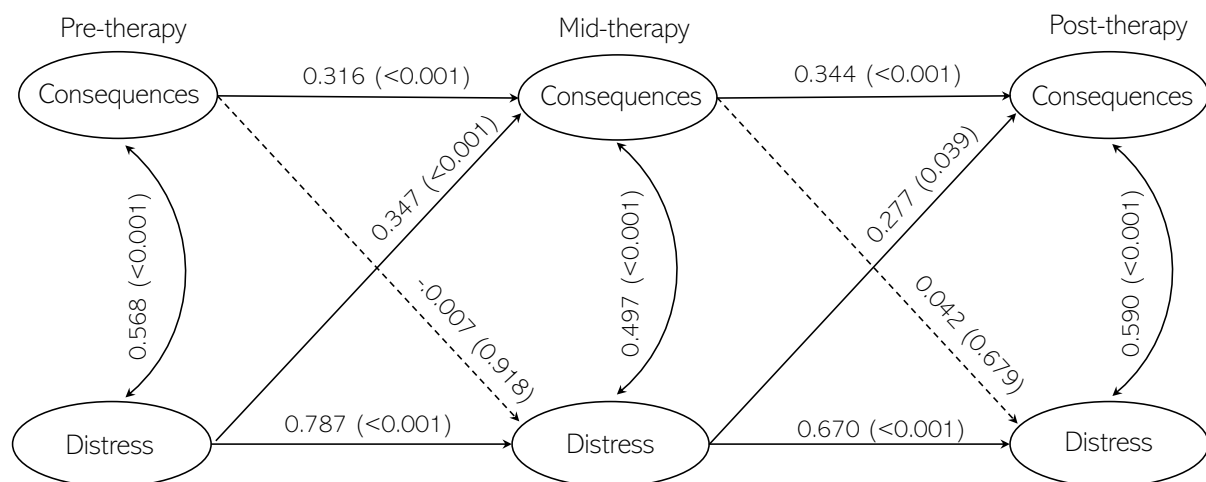 Pre-therapy
Mid-therapy
Post-therapy
Consequences
0.316 (<0.001)
Consequences
0.344 (<0.001)
Consequences
0.568 (<0.001)
0.347 (<0.001)
-0.007 (0.918)
0.497 (<0.001)
0.277 (0.039)
0.042 (0.679)
0.590 (<0.001)
Distress
0.787 (<0.001)
Distress
0.670 (<0.001)
Distress